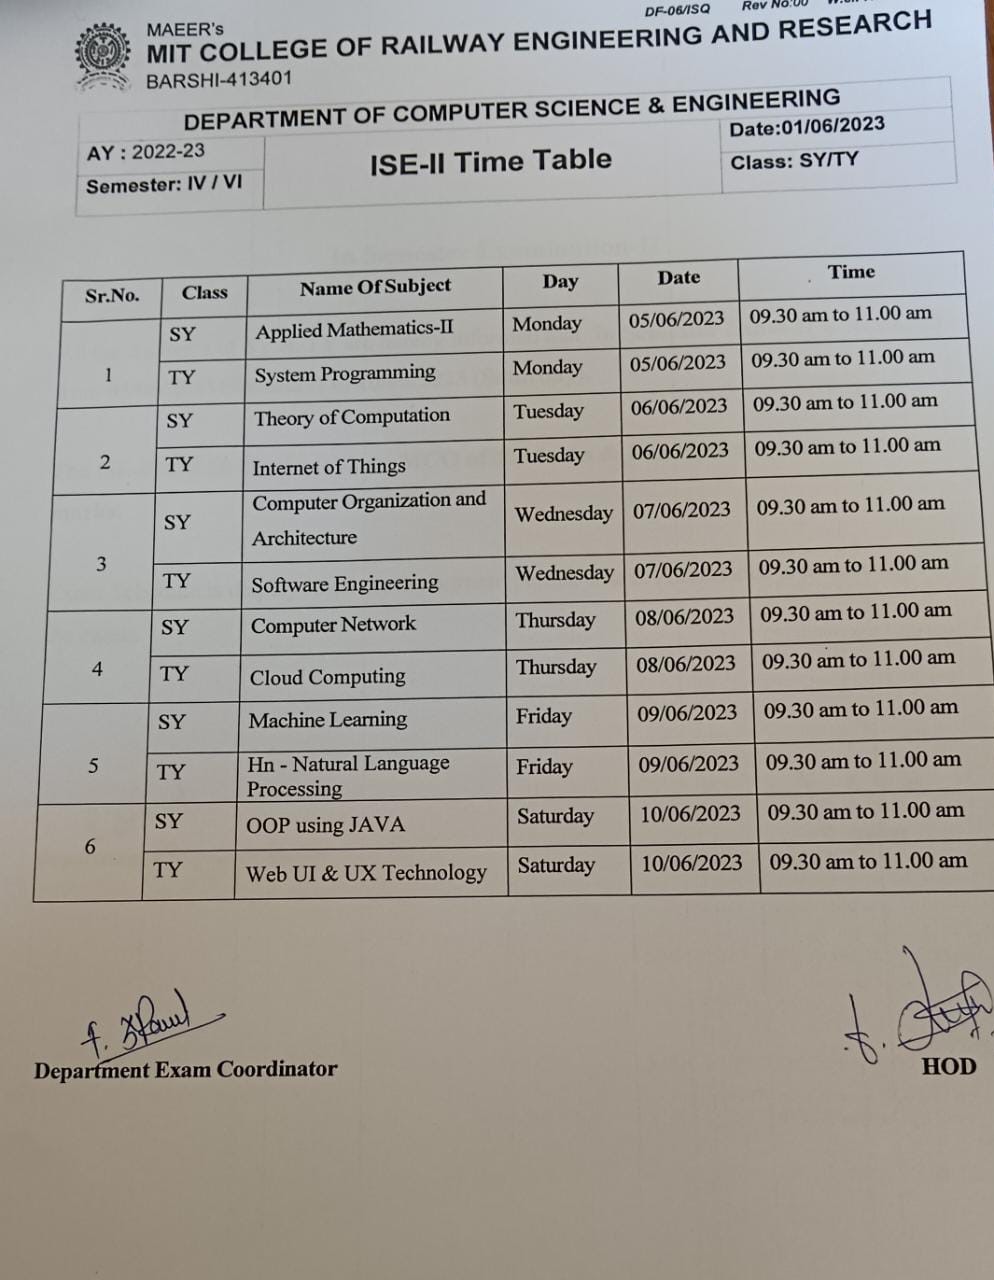 DF-06/ISQ Rev No:00
MAEER's
MIT COLLEGE OF RAILWAY ENGINEERING AND RESEARCH
BARSHI-413401
DEPARTMENT OF COMPUTER SCIENCE & ENGINEERING
AY : 2022-23 ISE-II Time Table Date:01/06/2023
Semester: IV / VI Class: SY/TY
Sr.No. Class Name Of Subject Day Date Time
1 SY Applied Mathematics-II Monday 05/06/2023 09.30 am to 11.00 am
TY System Programming Monday 05/06/2023 09.30 am to 11.00 am
2 SY Theory of Computation Tuesday 06/06/2023 09.30 am to 11.00 am
TY Internet of Things Tuesday 06/06/2023 09.30 am to 11.00 am
3 SY Computer Organization and
Architecture Wednesday 07/06/2023 09.30 am to 11.00 am
TY Software Engineering Wednesday 07/06/2023 09.30 am to 11.00 am
4 SY Computer Network Thursday 08/06/2023 09.30 am to 11.00 am
TY Cloud Computing Thursday 08/06/2023 09.30 am to 11.00 am
5 SY Machine Learning Friday 09/06/2023 09.30 am to 11.00 am
TY Hn - Natural Language
Processing Friday 09/06/2023 09.30 am to 11.00 am
6 SY OOP using JAVA Saturday 10/06/2023 09.30 am to 11.00 am
TY Web UI & UX Technology Saturday 10/06/2023 09.30 am to 11.00 am
Department Exam Coordinator HOD